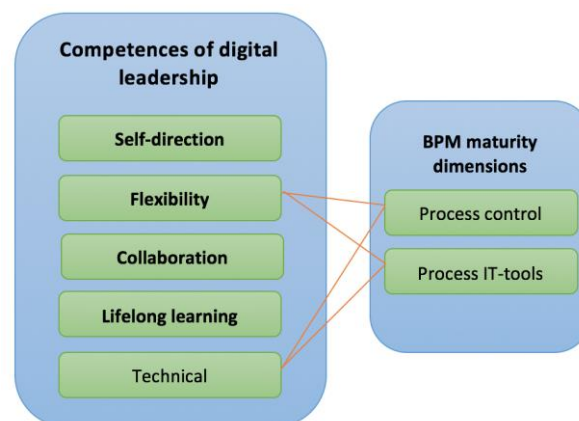 Competences of digital
leadership
Self-direction
Flexibility
Collaboration
Lifelong learning
Technical
BPM maturity
dimensions
Process control
Process IT-tools